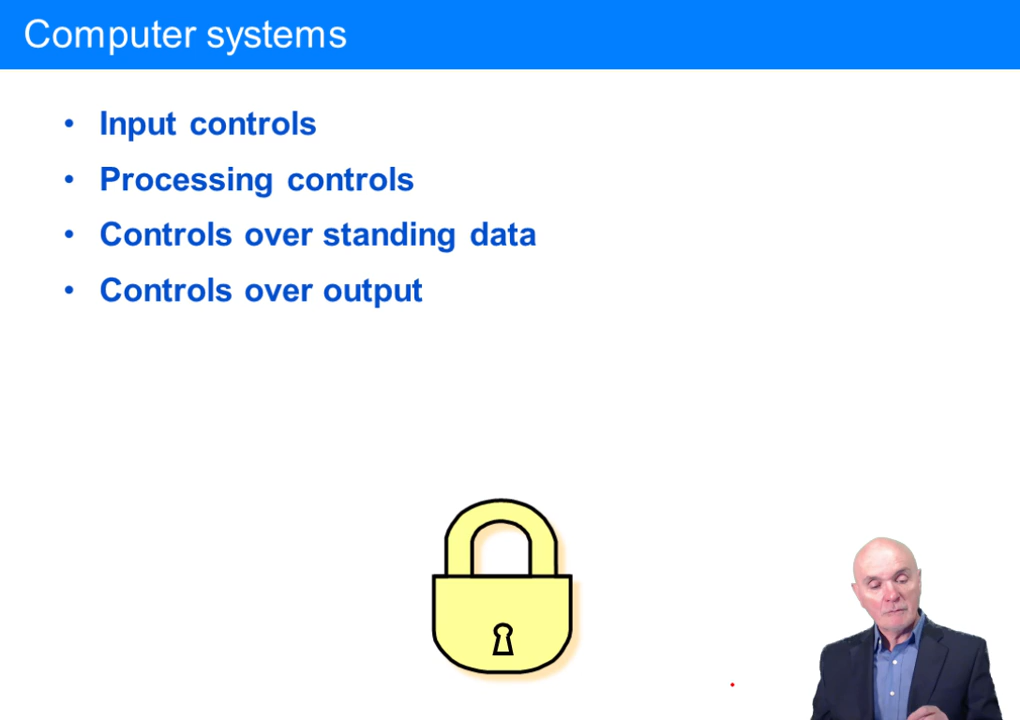 Computer systems
• Input controls
• Processing controls
• Controls over standing data
• Controls over output